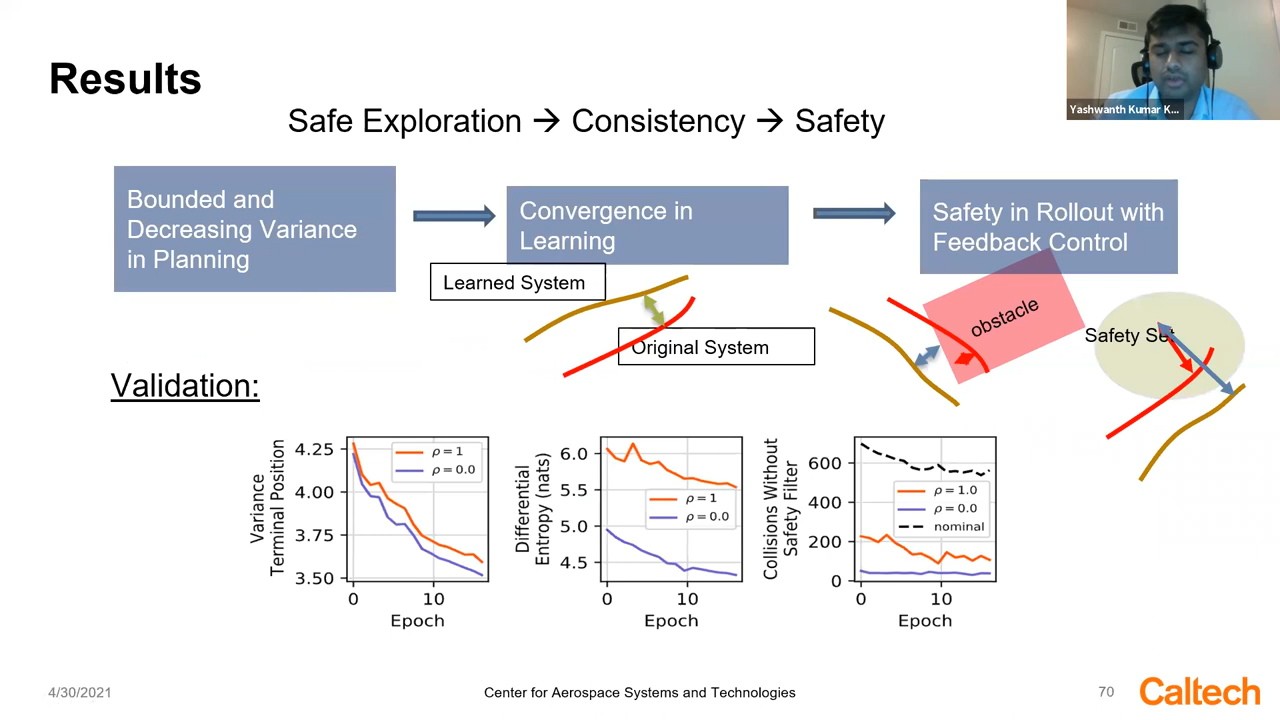 Results
Yashwanth Kumar K...
Safe Exploration → Consistency → Safety
Bounded and
Decreasing Variance
in Planning
Convergence in
Learning
Safety in Rollout with
Feedback Control
Learned System
Original System
obstacle
Safety Set
Validation:
Variance
Terminal Position
4.25
4.00
3.75
3.50
ρ = 1
ρ = 0.0
0
10
Epoch
Differential
Entropy (nats)
6.0
5.5
5.0
4.5
ρ = 1
ρ = 0.0
0
10
Epoch
Collisions Without
Safety Filter
600
400
200
0
ρ = 1.0
ρ = 0.0
nominal
0
10
Epoch
4/30/2021
Center for Aerospace Systems and Technologies
70
Caltech